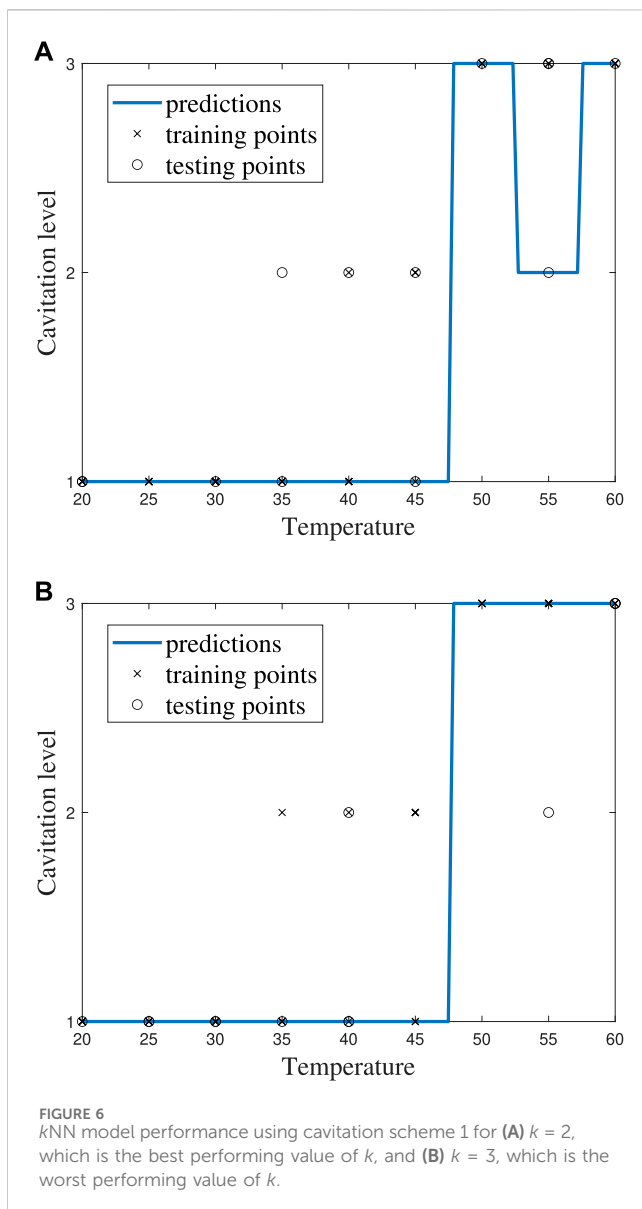 A
3
predictions
training points
testing points
Cavitation level
2
1
20 25 30 35 40 45 50 55 60
Temperature
B
3
predictions
training points
testing points
Cavitation level
2
1
20 25 30 35 40 45 50 55 60
Temperature
FIGURE 6
kNN model performance using cavitation scheme 1 for (A) k = 2,
which is the best performing value of k, and (B) k = 3, which is the
worst performing value of k.